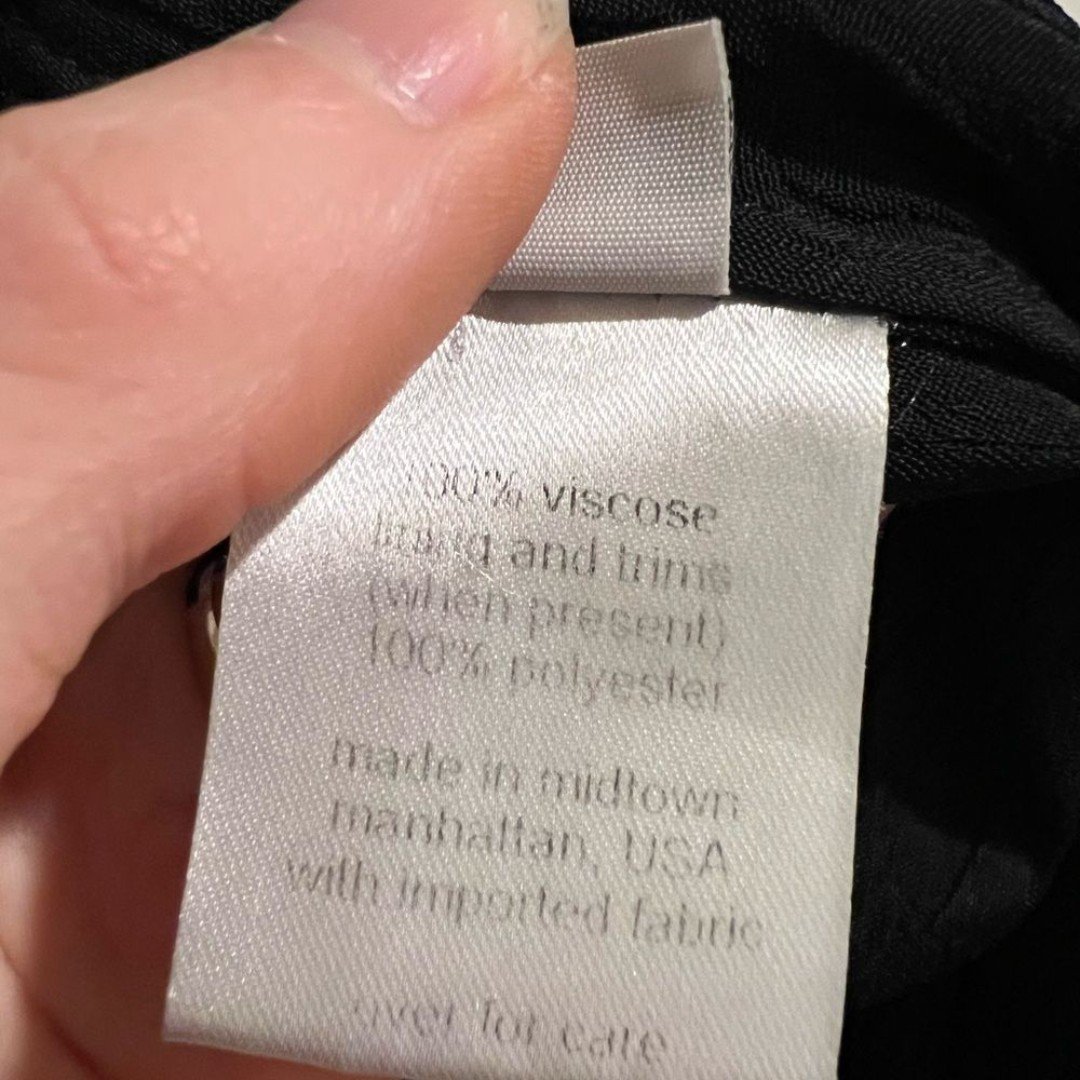 100% viscose
lining and trims
(when present)
100% polyester
made in midtown
manhattan, USA
with imported fabric
over for care